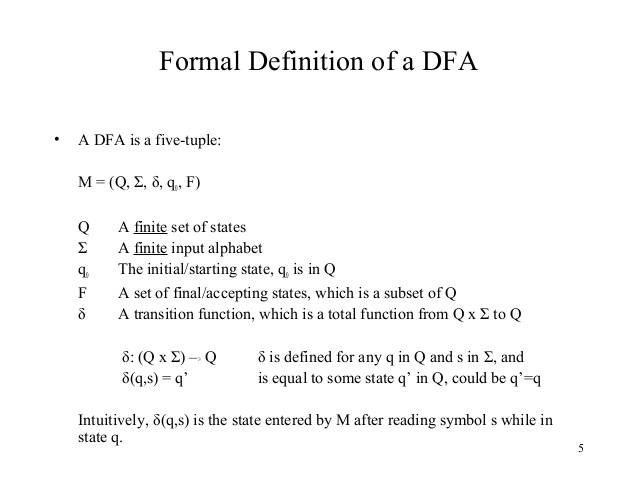 Formal Definition of a DFA
• A DFA is a five-tuple:
M = (Q, Σ, δ, q₀, F)
Q A finite set of states
Σ A finite input alphabet
q₀ The initial/starting state, q₀ is in Q
F A set of final/accepting states, which is a subset of Q
δ A transition function, which is a total function from Q x Σ to Q
δ: (Q x Σ) –> Q δ is defined for any q in Q and s in Σ, and
δ(q,s) = q’ is equal to some state q’ in Q, could be q’=q
Intuitively, δ(q,s) is the state entered by M after reading symbol s while in
state q.
5